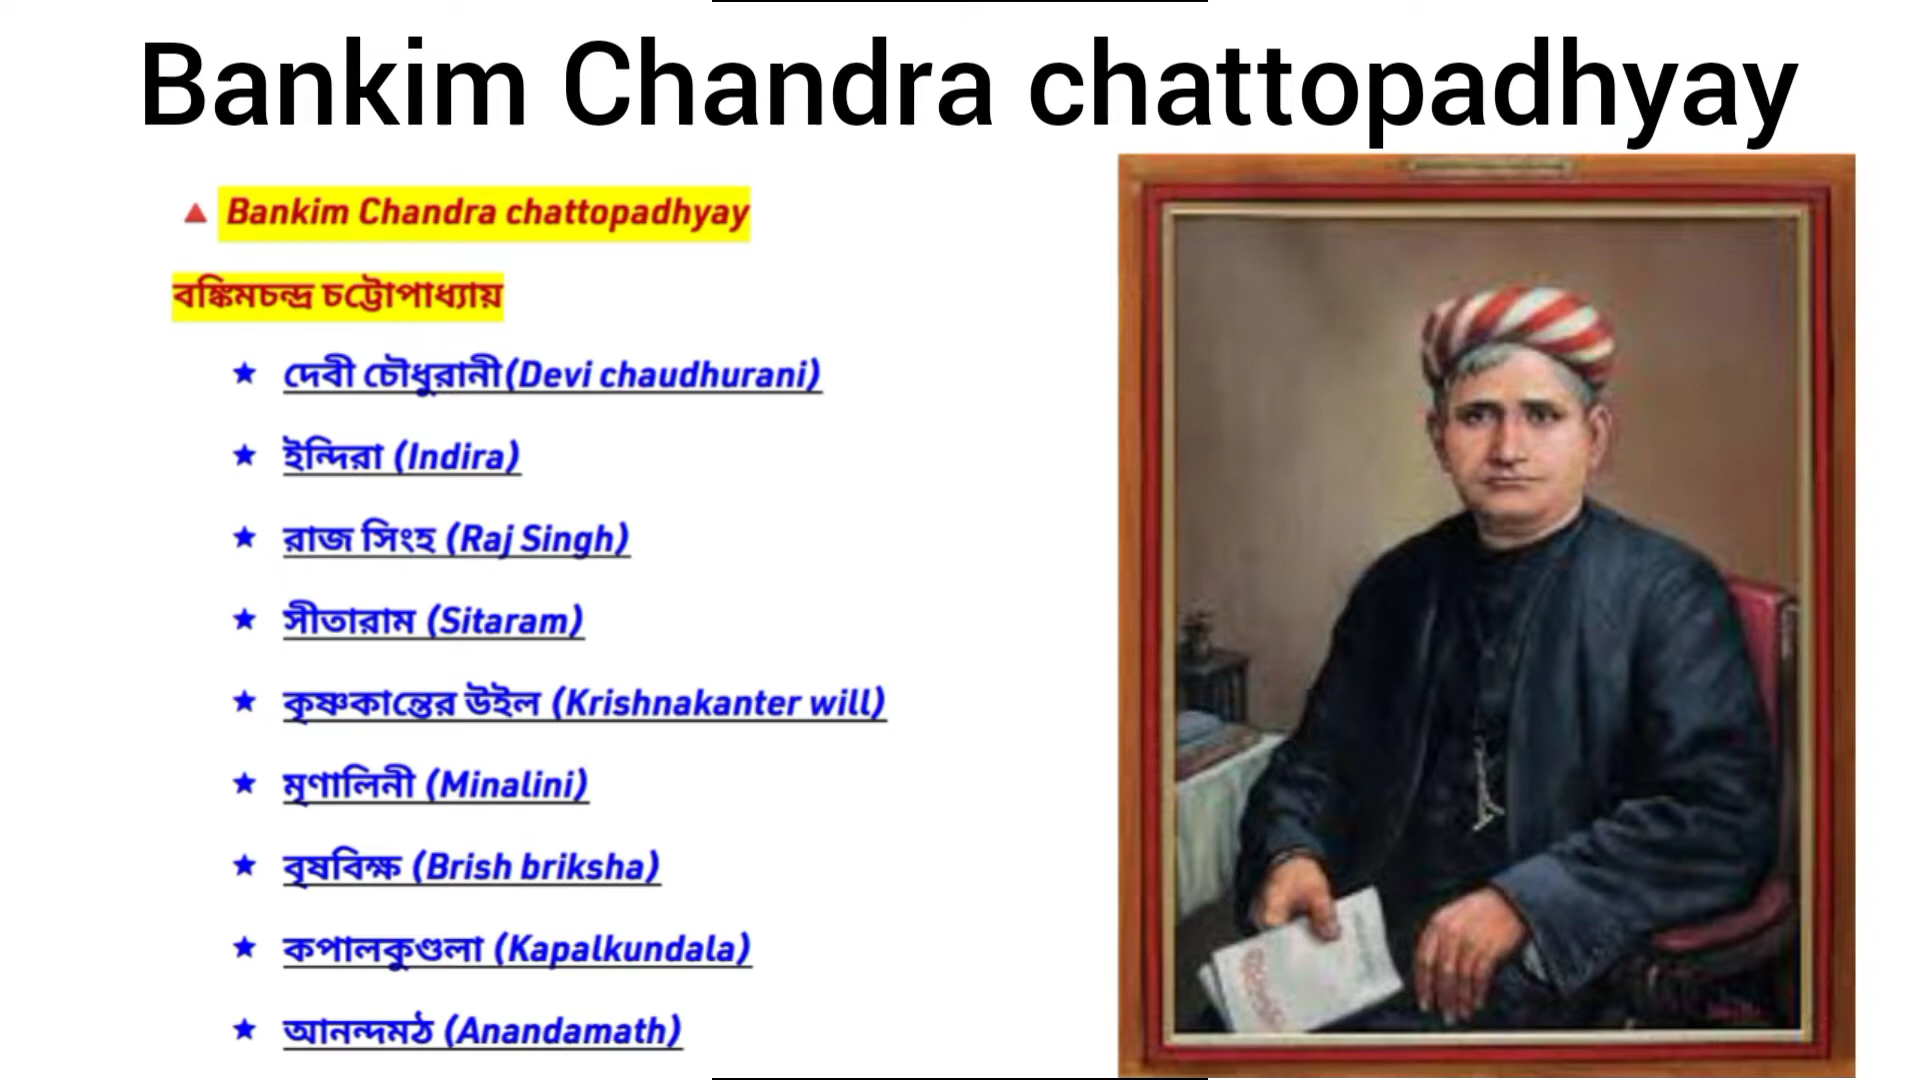 Bankim Chandra chattopadhyay
Bankim Chandra chattopadhyay
বঙ্কিমচন্দ্র চট্টোপাধ্যায়
দেবী চৌধুরানী(Devi chaudhurani)
ইন্দিরা (Indira)
রাজ সিংহ (Raj Singh)
সীতারাম (Sitaram)
কৃষ্ণকান্তের উইল (Krishnakanter will)
মৃণালিনী (Minalini)
বৃষবিক্ষ (Brish briksha)
কপালকুণ্ডলা (Kapalkundala)
আনন্দমঠ (Anandamath)